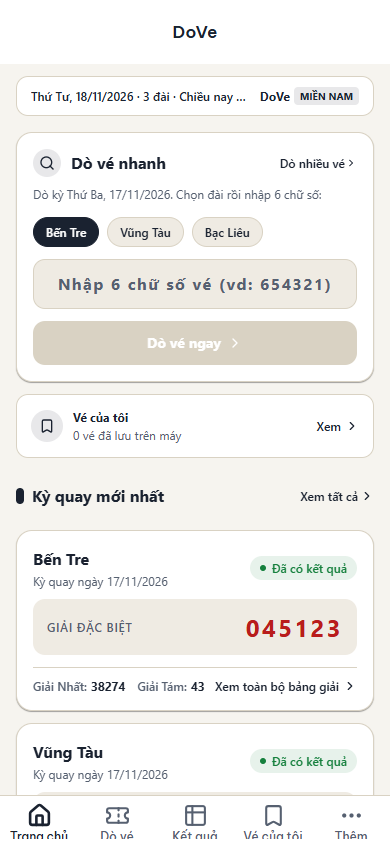 DoVe
Thứ Tư, 18/11/2026 · 3 đài · Chiều nay ... DoVe MIỀN NAM
Dò vé nhanh Dò nhiều vé
Dò kỳ Thứ Ba, 17/11/2026. Chọn đài rồi nhập 6 chữ số:
Bến Tre Vũng Tàu Bạc Liêu
Nhập 6 chữ số vé (vd: 654321)
Dò vé ngay
Vé của tôi
0 vé đã lưu trên máy
Xem
Kỳ quay mới nhất Xem tất cả
Bến Tre
Kỳ quay ngày 17/11/2026
Đã có kết quả
GIẢI ĐẶC BIỆT 045123
Giải Nhất: 38274 Giải Tám: 43 Xem toàn bộ bảng giải
Vũng Tàu
Kỳ quay ngày 17/11/2026
Đã có kết quả
Trang chủ Dò vé Kết quả Vé của tôi Thêm